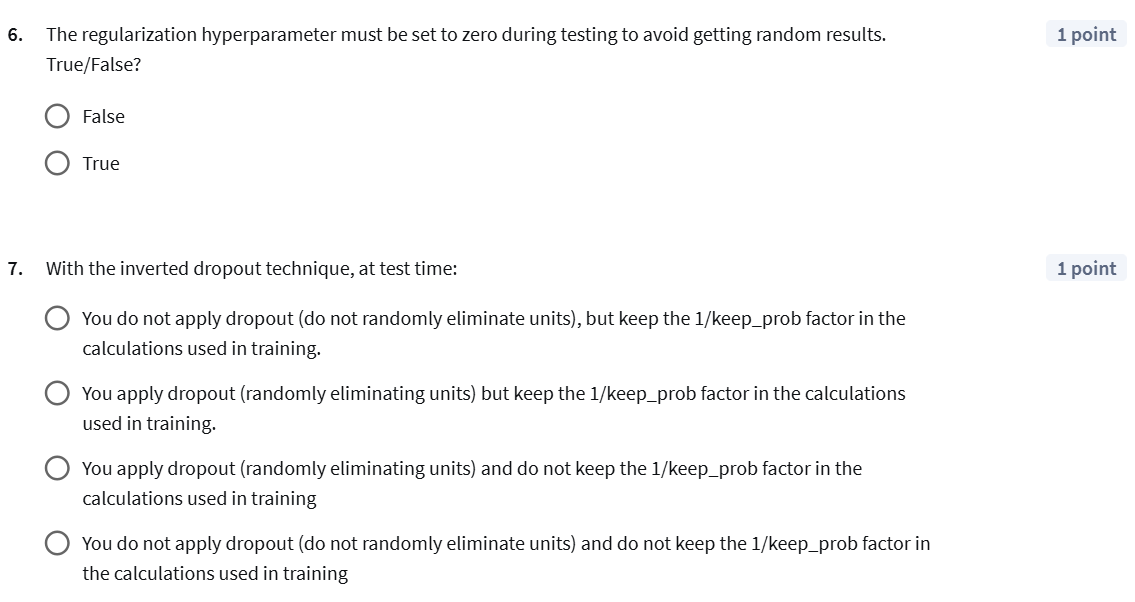 6. The regularization hyperparameter must be set to zero during testing to avoid getting random results. 1 point
True/False?
False
True
7. With the inverted dropout technique, at test time: 1 point
You do not apply dropout (do not randomly eliminate units), but keep the 1/keep_prob factor in the
calculations used in training.
You apply dropout (randomly eliminating units) but keep the 1/keep_prob factor in the calculations
used in training.
You apply dropout (randomly eliminating units) and do not keep the 1/keep_prob factor in the
calculations used in training
You do not apply dropout (do not randomly eliminate units) and do not keep the 1/keep_prob factor in
the calculations used in training